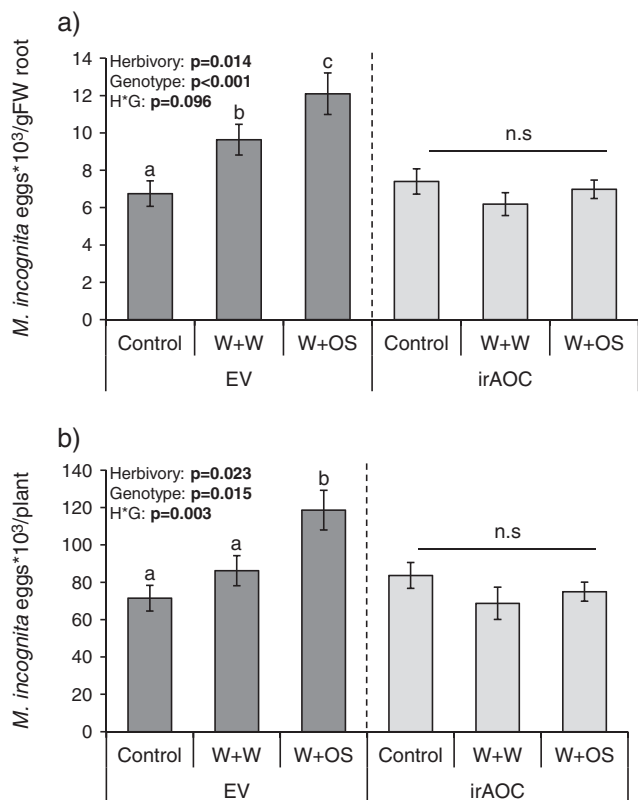 a)
M. incognita eggs*10³/gFW root
14
12
10
8
6
4
2
0
Herbivory: p=0.014
Genotype: p<0.001
H*G: p=0.096
a
b
c
n.s
Control W+W W+OS Control W+W W+OS
EV irAOC
b)
M. incognita eggs*10³/plant
140
120
100
80
60
40
20
0
Herbivory: p=0.023
Genotype: p=0.015
H*G: p=0.003
a
a
b
n.s
Control W+W W+OS Control W+W W+OS
EV irAOC